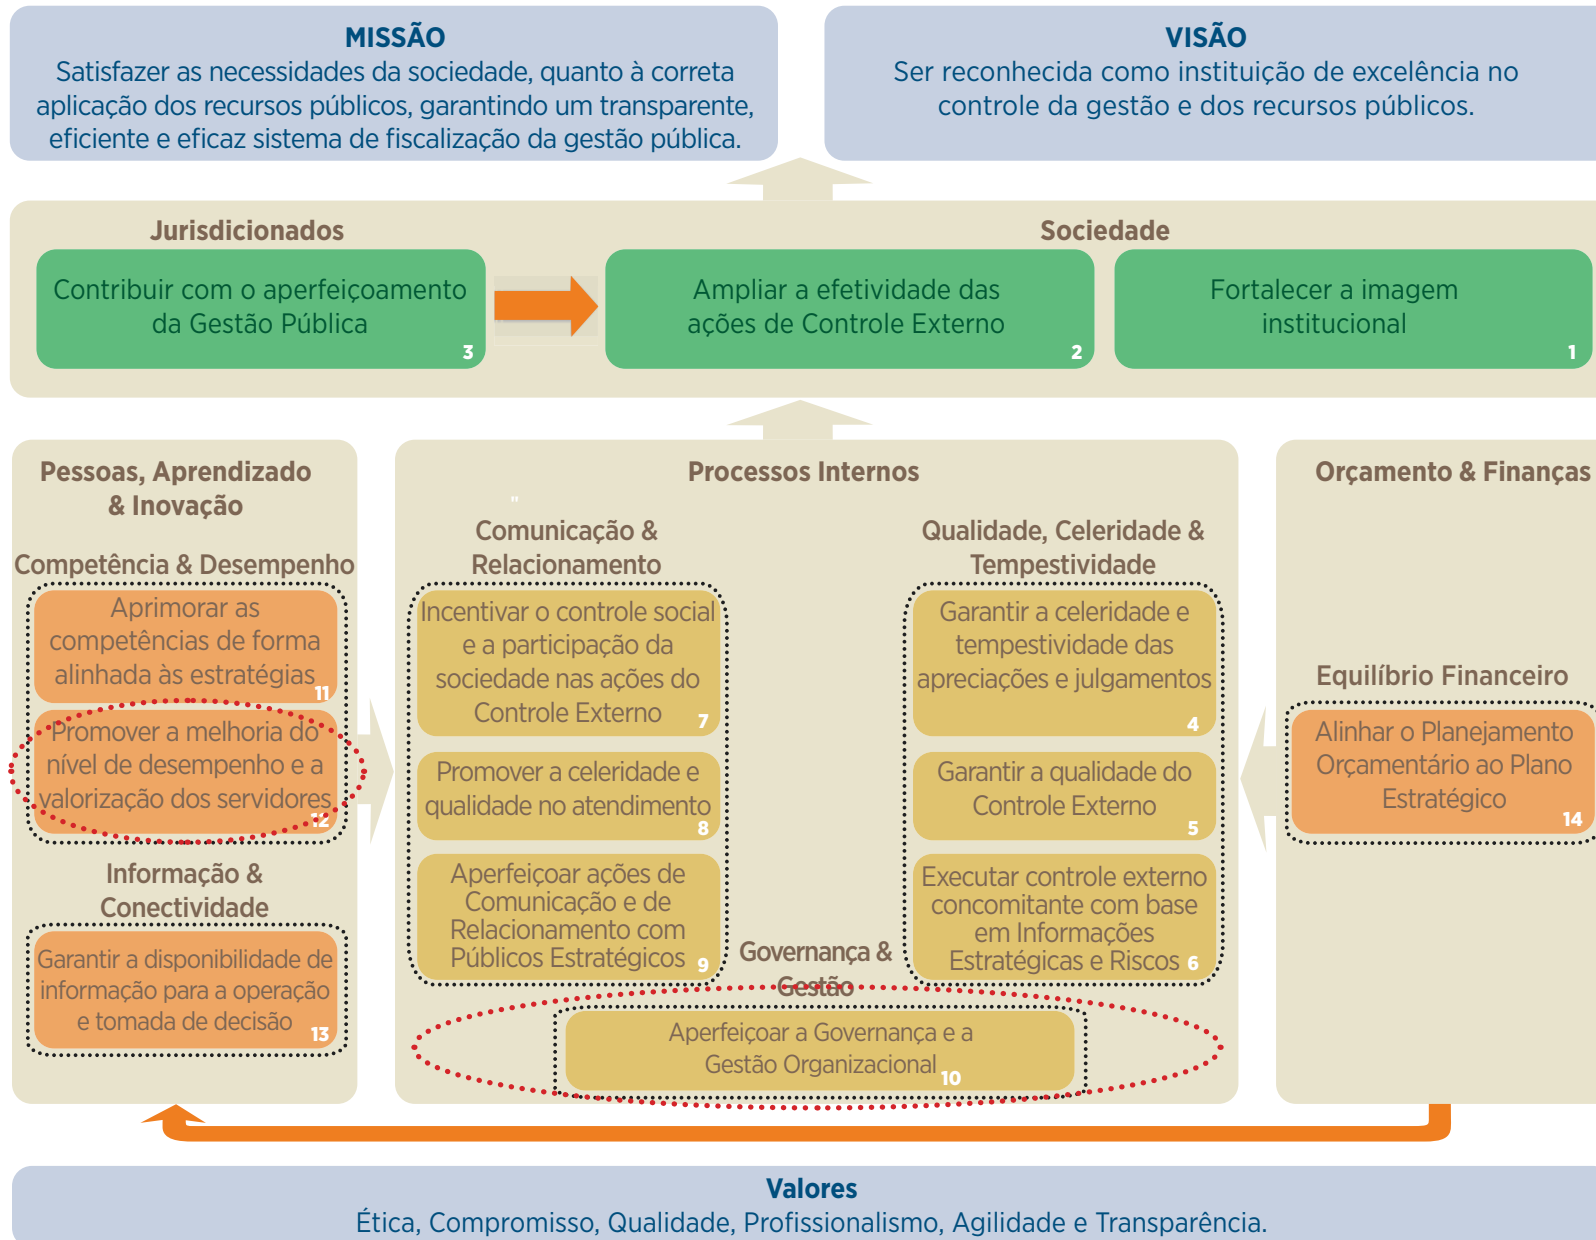 MISSÃO
Satisfazer as necessidades da sociedade, quanto à correta
aplicação dos recursos públicos, garantindo um transparente,
eficiente e eficaz sistema de fiscalização da gestão pública.
VISÃO
Ser reconhecida como instituição de excelência no
controle da gestão e dos recursos públicos.
Jurisdicionados
Contribuir com o aperfeiçoamento
da Gestão Pública
3
Sociedade
Ampliar a efetividade das
ações de Controle Externo
2
Fortalecer a imagem
institucional
1
Pessoas, Aprendizado
& Inovação
Competência & Desempenho
Aprimorar as
competências de forma
alinhada às estratégias
11
Promover a melhoria do
nível de desempenho e a
valorização dos servidores
12
Informação &
Conectividade
Garantir a disponibilidade de
informação para a operação
e tomada de decisão
13
Processos Internos
"
Comunicação &
Relacionamento
Incentivar o controle social
e a participação da
sociedade nas ações do
Controle Externo
7
Promover a celeridade e
qualidade no atendimento
8
Aperfeiçoar ações de
Comunicação e de
Relacionamento com
Públicos Estratégicos
9
Qualidade, Celeridade &
Tempestividade
Garantir a celeridade e
tempestividade das
apreciações e julgamentos
4
Garantir a qualidade do
Controle Externo
5
Executar controle externo
concomitante com base
em Informações
Estratégicas e Riscos
6
Governança &
Gestão
Aperfeiçoar a Governança e a
Gestão Organizacional
10
Orçamento & Finanças
Equilíbrio Financeiro
Alinhar o Planejamento
Orçamentário ao Plano
Estratégico
14
Valores
Ética, Compromisso, Qualidade, Profissionalismo, Agilidade e Transparência.